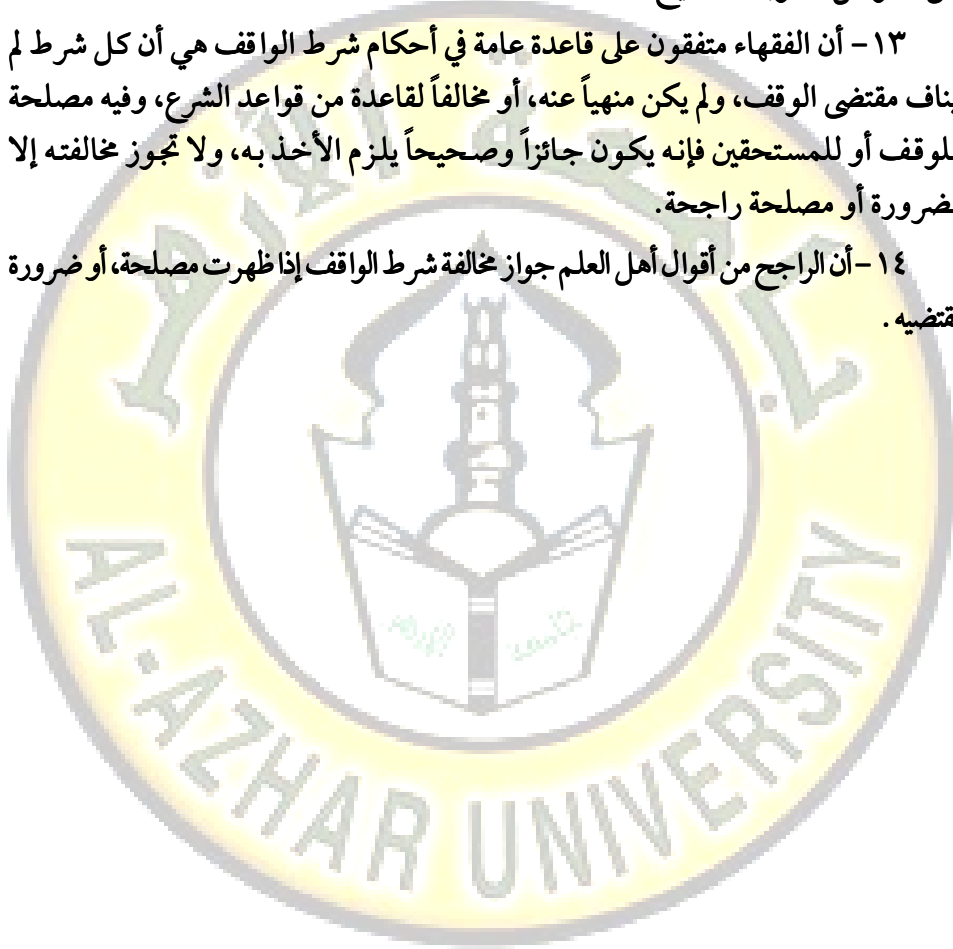 ١٣- أن الفقهاء متفقون على قاعدة عامة في أحكام شرط الواقف هي أن كل شرط لم
يناف مقتضى الوقف، ولم يكن منهياً عنه، أو مخالفاً لقاعدة من قواعد الشرع، وفيه مصلحة
للوقف أو للمستحقين فإنه يكون جائزاً وصحيحاً يلزم الأخذ به، ولا تجوز مخالفته إلا
لضرورة أو مصلحة راجحة.
١٤- أن الراجح من أقوال أهل العلم جواز مخالفة شرط الواقف إذا ظهرت مصلحة، أو ضرورة
تقتضيه.
جامعة الأزهر
AL-AZHAR UNIVERSITY